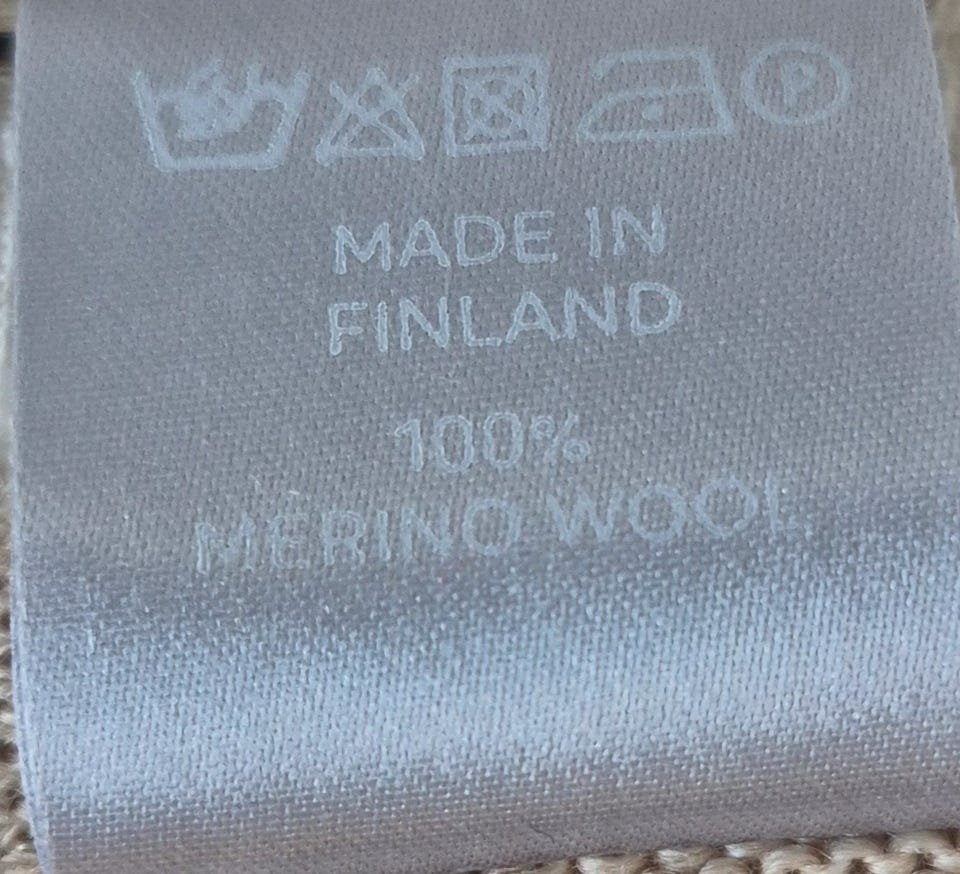 P
MADE IN
FINLAND
100%
MERINO WOOL